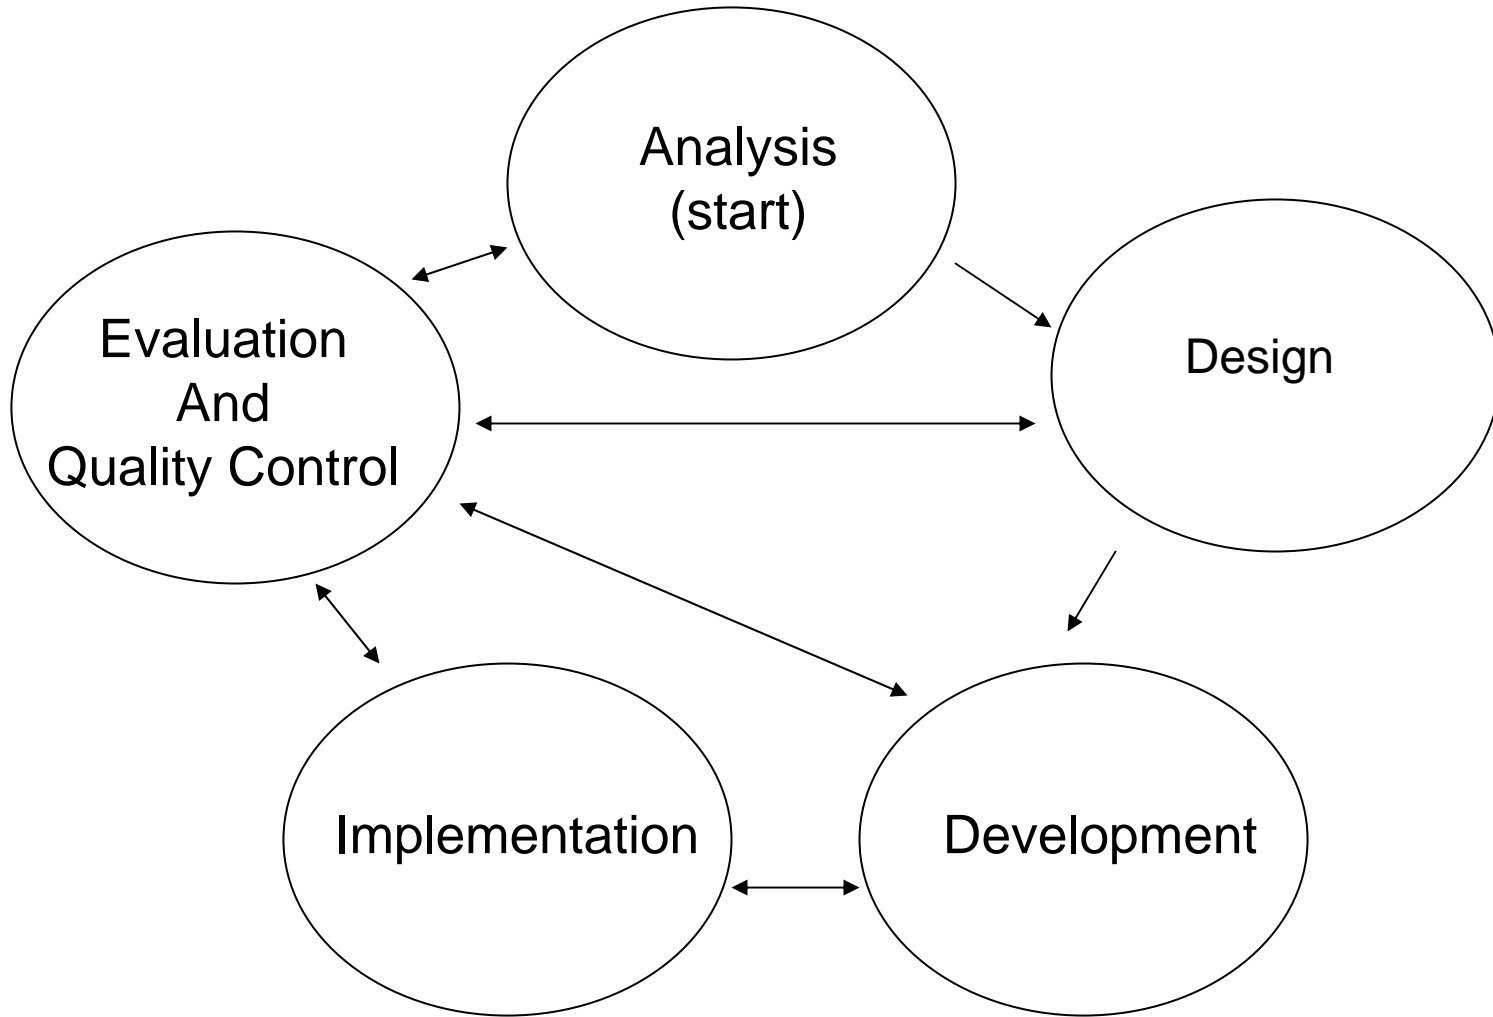 Analysis
(start)
Evaluation
And
Quality Control
Design
Implementation
Development